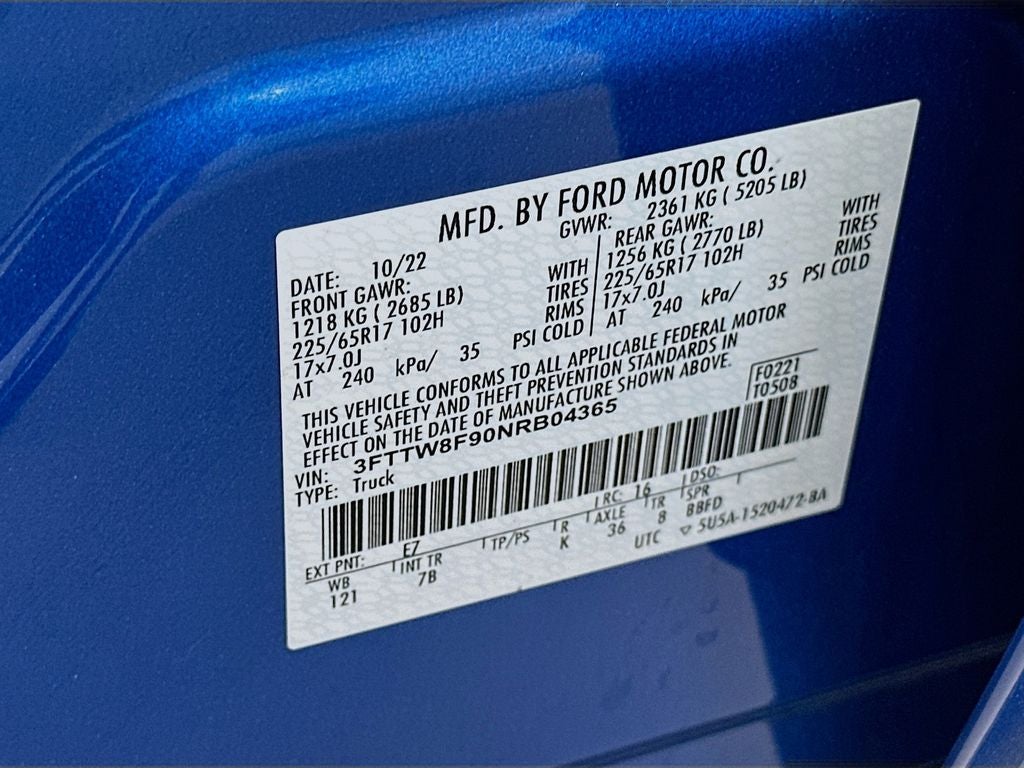 MFD. BY FORD MOTOR CO.
DATE: 10/22 GVWR: 2361 KG ( 5205 LB)
FRONT GAWR: WITH REAR GAWR: WITH
1218 KG ( 2685 LB) TIRES 1256 KG ( 2770 LB) TIRES
225/65R17 102H RIMS 225/65R17 102H RIMS
17x7.0J PSI COLD 17x7.0J PSI COLD
AT 240 kPa/ 35 AT 240 kPa/ 35
THIS VEHICLE CONFORMS TO ALL APPLICABLE FEDERAL MOTOR
VEHICLE SAFETY AND THEFT PREVENTION STANDARDS IN
EFFECT ON THE DATE OF MANUFACTURE SHOWN ABOVE.
VIN: 3FTTW8F90NRB04365 F0221
TYPE: Truck T0508
EXT PNT: E7 RC: 16 DSO:
WB INT TR TP/PS R AXLE TR SPR
121 7B K 36 8 BBFD
UTC ▽ 5U5A-1520472-BA